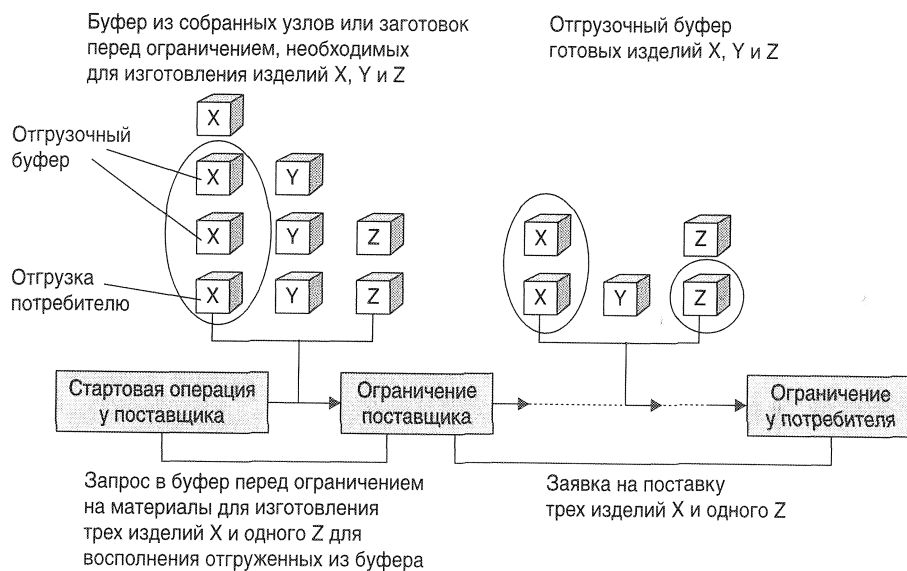 Буфер из собранных узлов или заготовок
перед ограничением, необходимых
для изготовления изделий X, Y и Z
Отгрузочный буфер
готовых изделий X, Y и Z
X
Отгрузочный
буфер
X Y
X Y Z
X Z
Отгрузка
потребителю
X Y Z
X Y Z
Стартовая операция
у поставщика
Ограничение
поставщика
Ограничение
у потребителя
Запрос в буфер перед ограничением
на материалы для изготовления
трех изделий X и одного Z для
восполнения отгруженных из буфера
Заявка на поставку
трех изделий X и одного Z